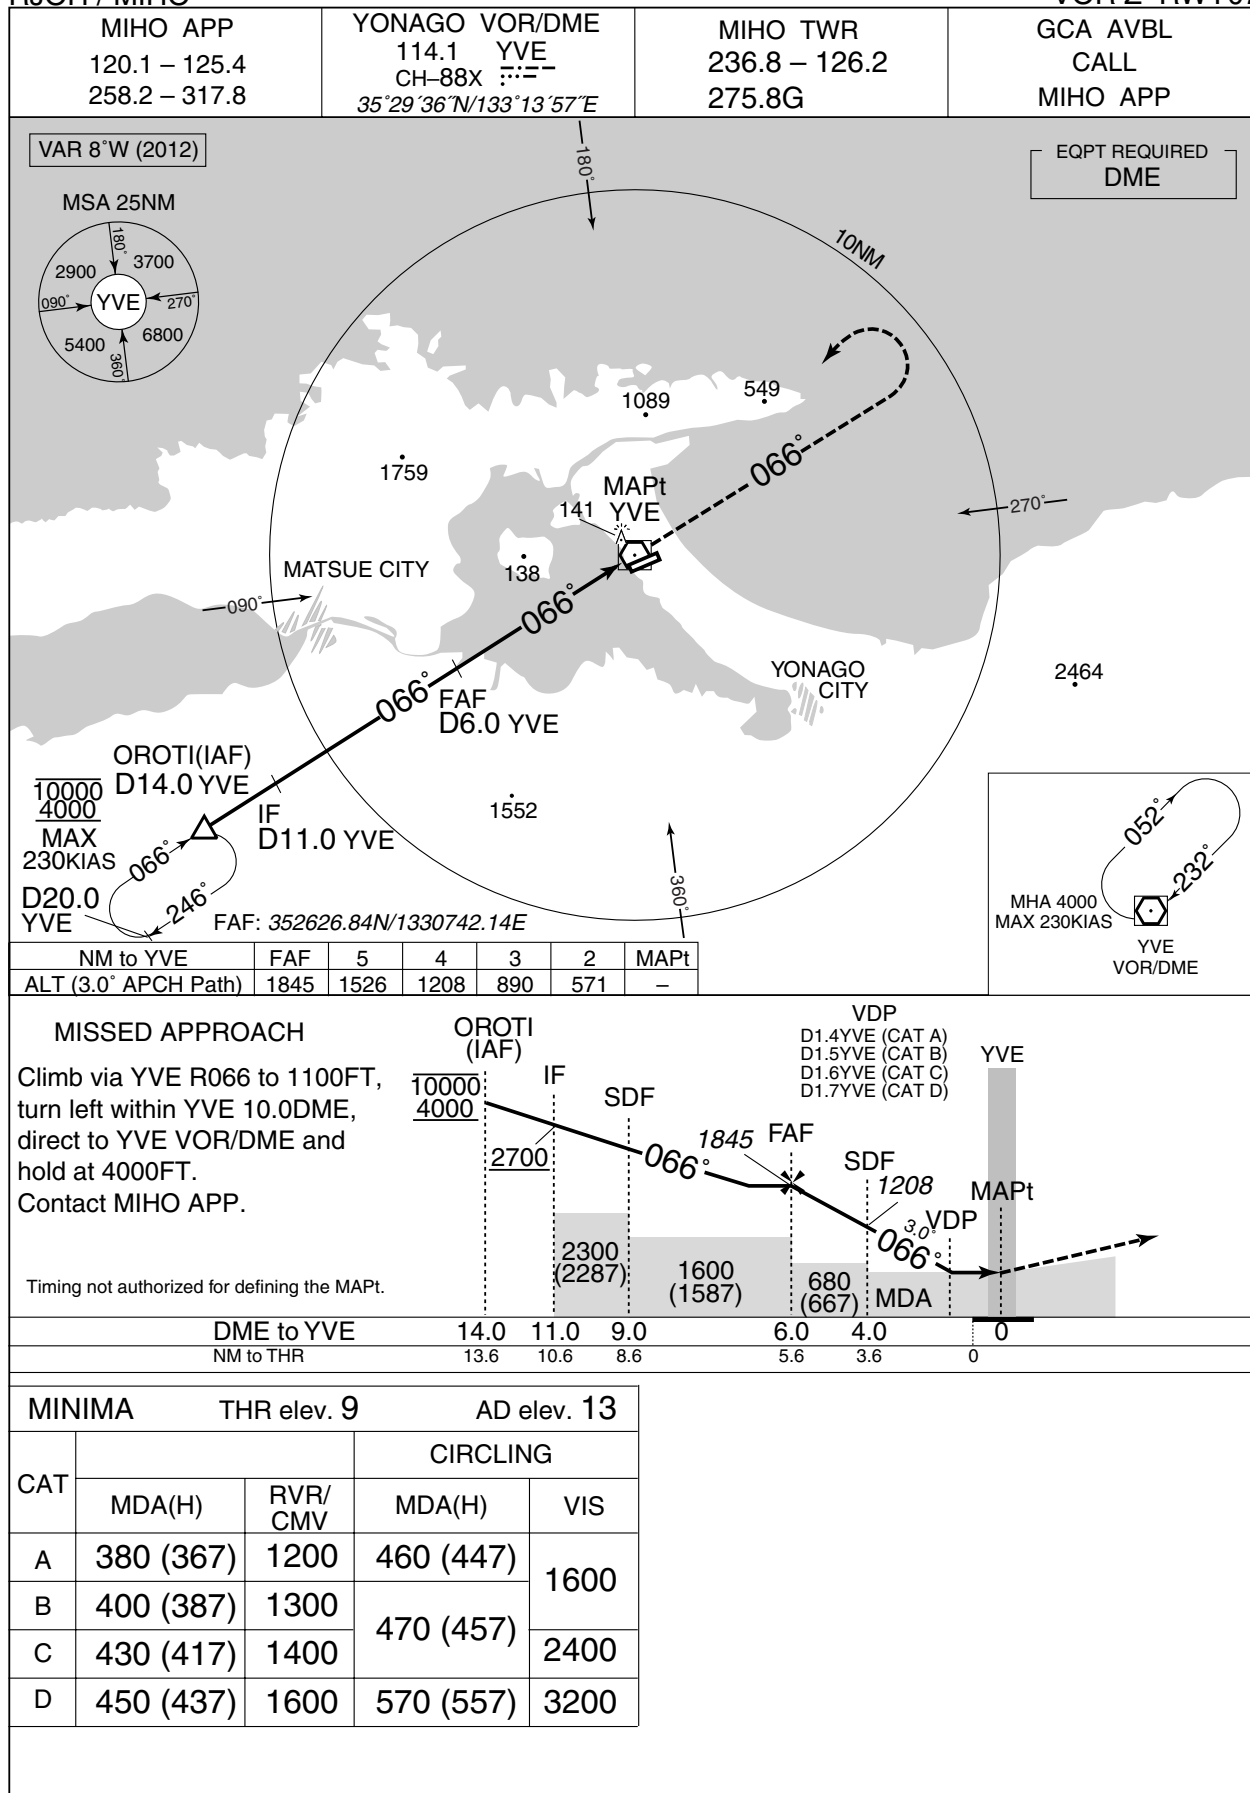 MIHO APP
120.1 – 125.4
258.2 – 317.8
YONAGO VOR/DME
114.1 YVE
CH–88X
35°29′36″N/133°13′57″E
MIHO TWR
236.8 – 126.2
275.8G
GCA AVBL
CALL
MIHO APP
VAR 8°W (2012)
EQPT REQUIRED
DME
MSA 25NM
180°
2900
3700
090°
YVE
270°
5400
6800
360°
180°
10NM
1089
549
066°
1759
MAPt
YVE
141
270°
MATSUE CITY
138
090°
066°
YONAGO
CITY
2464
066°
FAF
D6.0 YVE
OROTI(IAF)
D14.0 YVE
10000
4000
MAX
230KIAS
IF
D11.0 YVE
1552
066°
246°
D20.0
YVE
360°
FAF: 352626.84N/1330742.14E
052°
232°
MHA 4000
MAX 230KIAS
YVE
VOR/DME
NM to YVE FAF 5 4 3 2 MAPt
ALT (3.0° APCH Path) 1845 1526 1208 890 571 –
MISSED APPROACH
Climb via YVE R066 to 1100FT,
turn left within YVE 10.0DME,
direct to YVE VOR/DME and
hold at 4000FT.
Contact MIHO APP.
Timing not authorized for defining the MAPt.
OROTI
(IAF)
10000
4000
IF
2700
SDF
066°
1845
FAF
SDF
1208
VDP
D1.4YVE (CAT A)
D1.5YVE (CAT B)
D1.6YVE (CAT C)
D1.7YVE (CAT D)
YVE
MAPt
VDP
3.0°
066°
2300
(2287)
1600
(1587)
680
(667)
MDA
DME to YVE 14.0 11.0 9.0 6.0 4.0 0
NM to THR 13.6 10.6 8.6 5.6 3.6 0
MINIMA THR elev. 9 AD elev. 13
CAT
CIRCLING
MDA(H) RVR/CMV MDA(H) VIS
A 380 (367) 1200 460 (447) 1600
B 400 (387) 1300 470 (457)
C 430 (417) 1400 2400
D 450 (437) 1600 570 (557) 3200